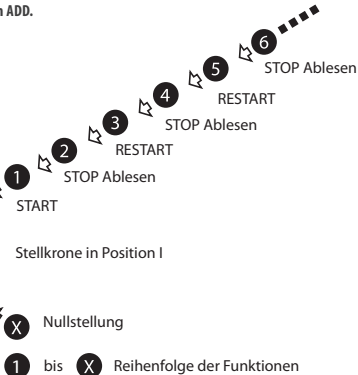 n ADD.
6
STOP Ablesen
5
RESTART
4
STOP Ablesen
3
RESTART
2
STOP Ablesen
1
START
Stellkrone in Position I
X Nullstellung
1 bis X Reihenfolge der Funktionen